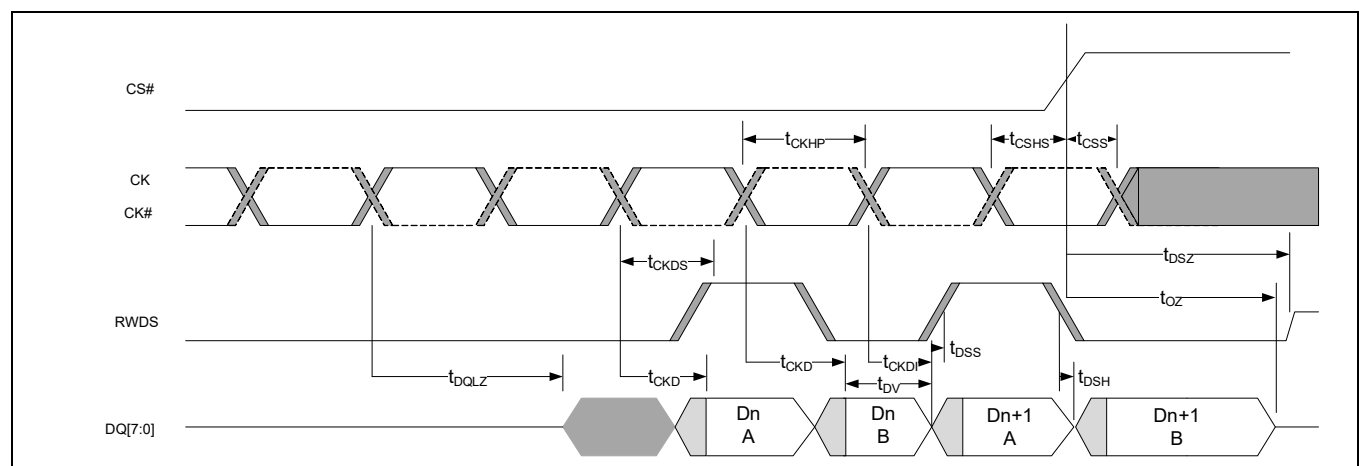 CS#
tCKHP
tCSHS
tCSS
CK
CK#
tCKDS
tDSZ
tOZ
RWDS
tDSS
tCKD
tCKDI
tDQLZ
tCKD
tDV
tDSH
DQ[7:0]
Dn
A
Dn
B
Dn+1
A
Dn+1
B